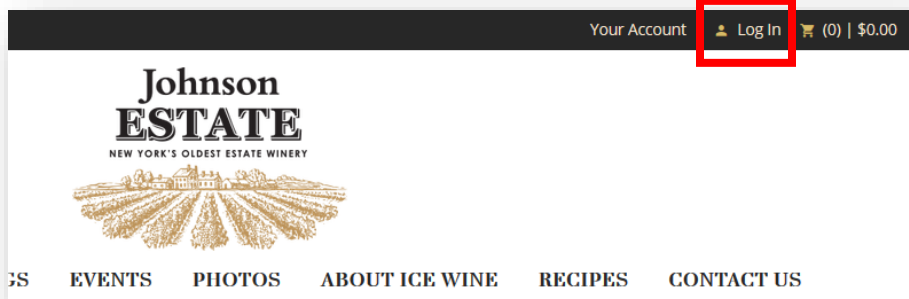 Your Account Log In (0) | $0.00
Johnson
ESTATE
NEW YORK'S OLDEST ESTATE WINERY
GS EVENTS PHOTOS ABOUT ICE WINE RECIPES CONTACT US